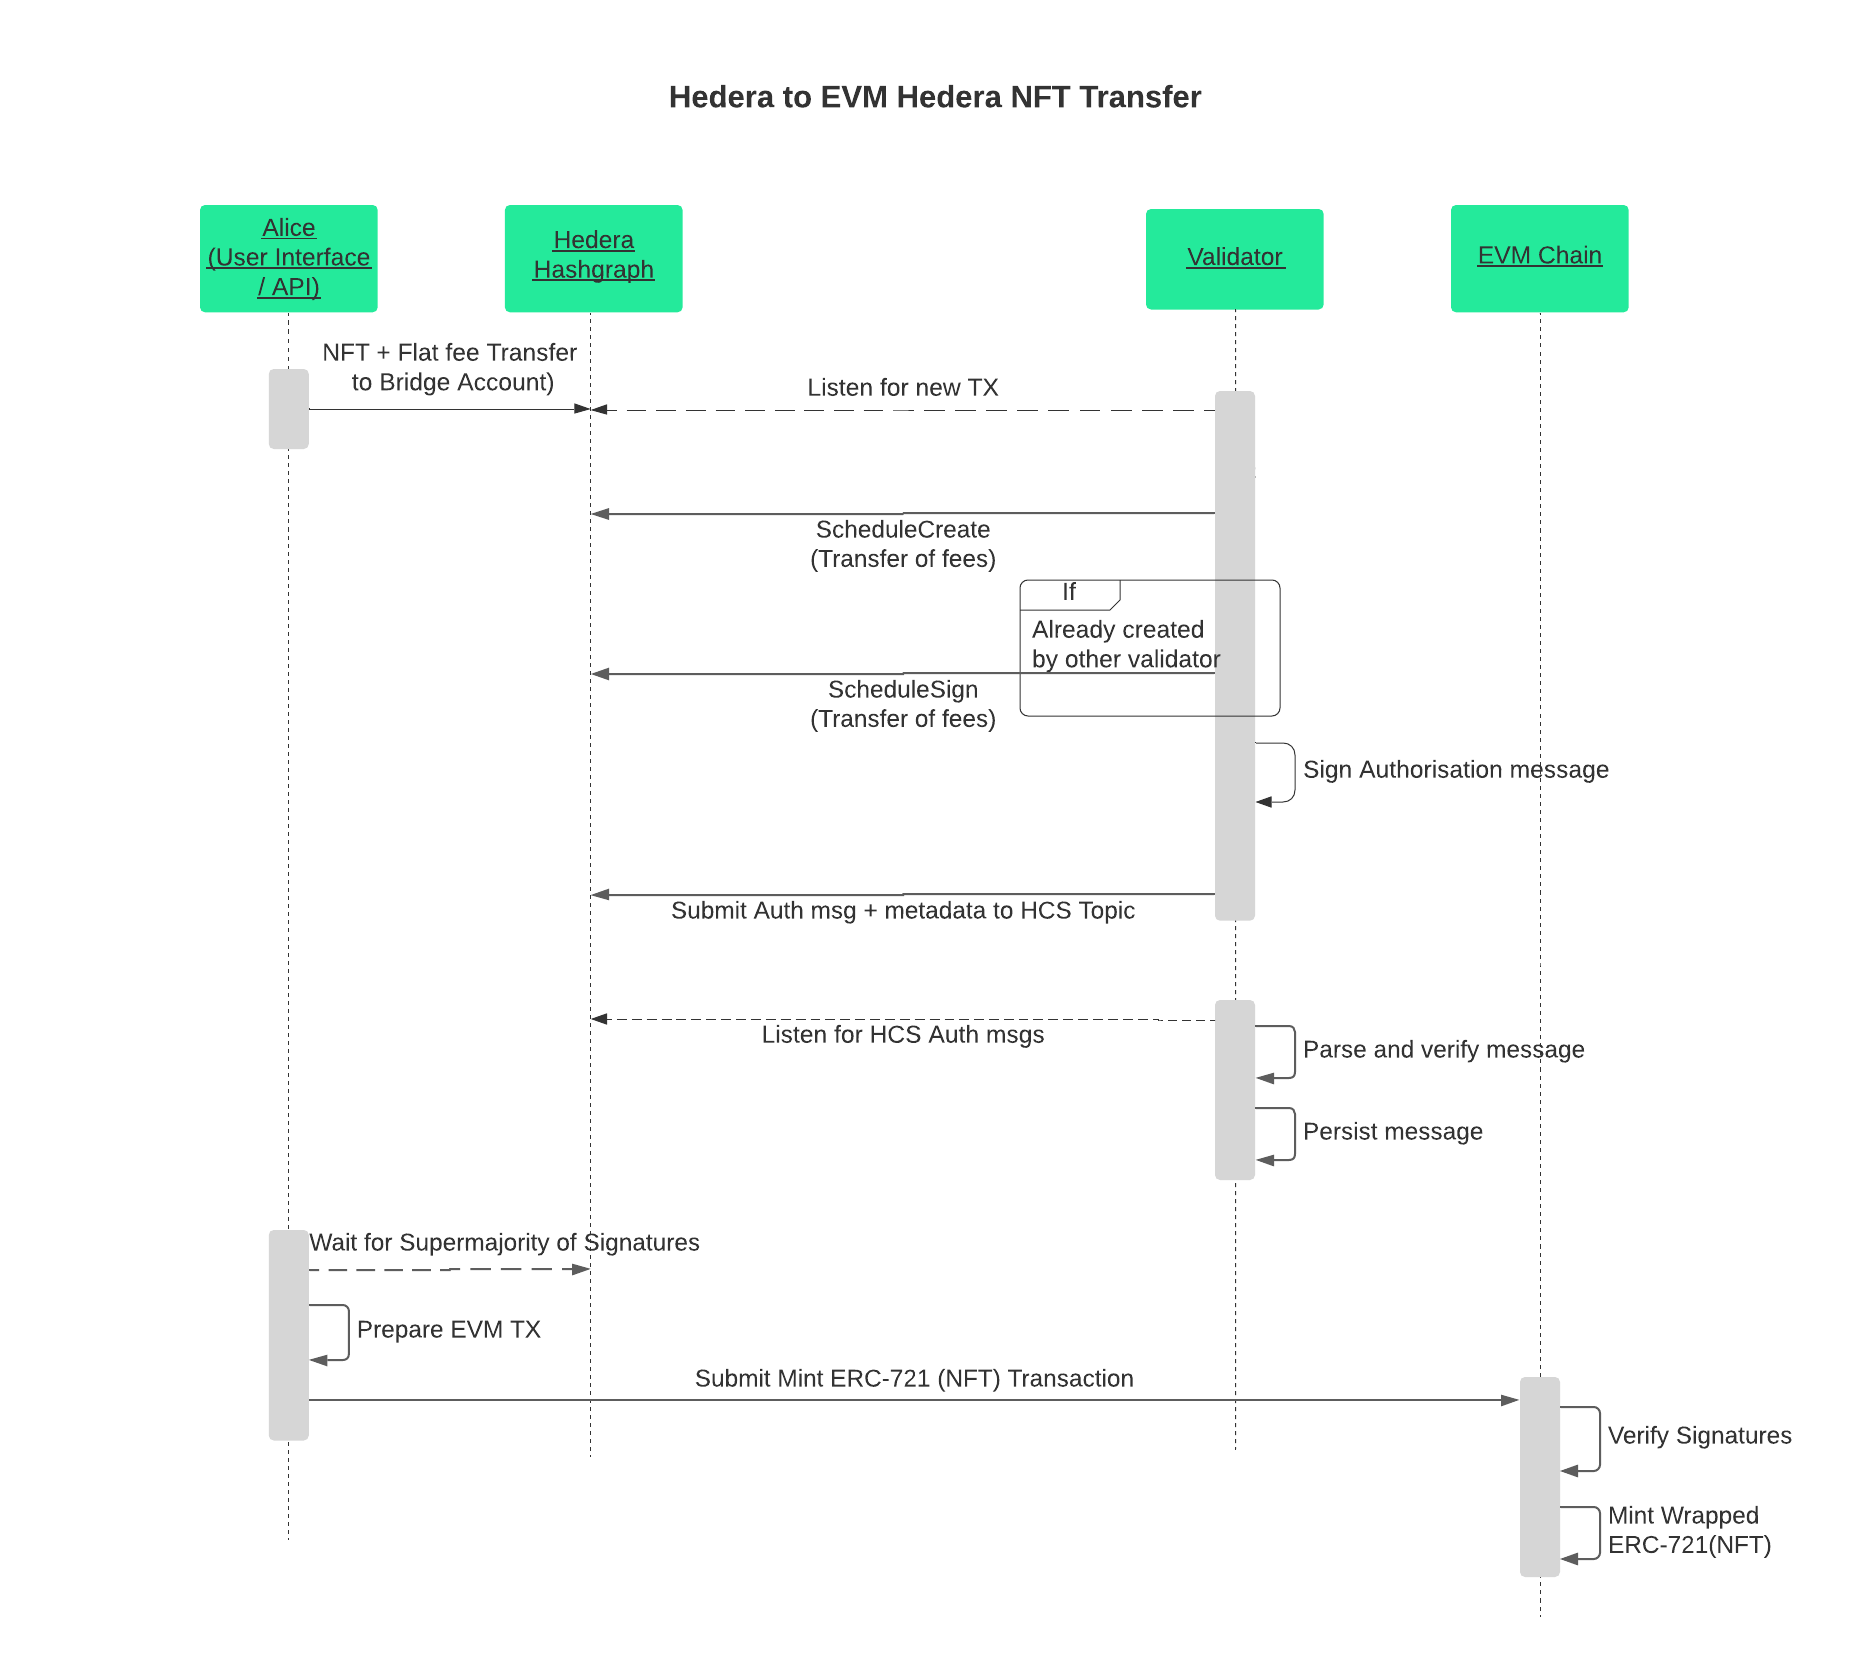 Hedera to EVM Hedera NFT Transfer
Alice
(User Interface
/ API)
Hedera
Hashgraph
Validator
EVM Chain
NFT + Flat fee Transfer
to Bridge Account)
Listen for new TX
ScheduleCreate
(Transfer of fees)
If
Already created
by other validator
ScheduleSign
(Transfer of fees)
Sign Authorisation message
Submit Auth msg + metadata to HCS Topic
Listen for HCS Auth msgs
Parse and verify message
Persist message
Wait for Supermajority of Signatures
Prepare EVM TX
Submit Mint ERC-721 (NFT) Transaction
Verify Signatures
Mint Wrapped
ERC-721(NFT)